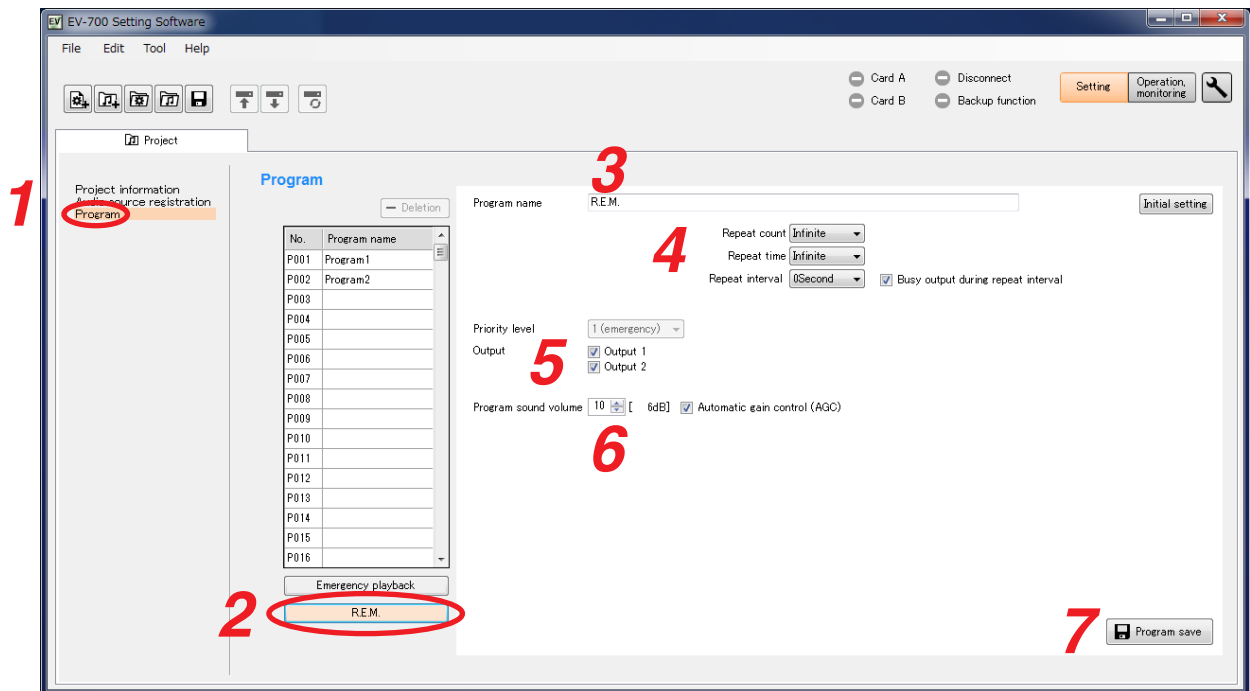 EV EV-700 Setting Software
File Edit Tool Help
Card A Disconnect
Card B Backup function
Setting
Operation,
monitoring
Project
1
Project information
Audio source registration
Program
Program
Deletion
No. Program name
P001 Program1
P002 Program2
P003
P004
P005
P006
P007
P008
P009
P010
P011
P012
P013
P014
P015
P016
Emergency playback
2
R.E.M.
3
Program name R.E.M. Initial setting
4
Repeat count Infinite
Repeat time Infinite
Repeat interval 0Second Busy output during repeat interval
Priority level 1 (emergency)
5
Output Output 1
Output 2
Program sound volume 10 [ 6dB] Automatic gain control (AGC)
6
7
Program save